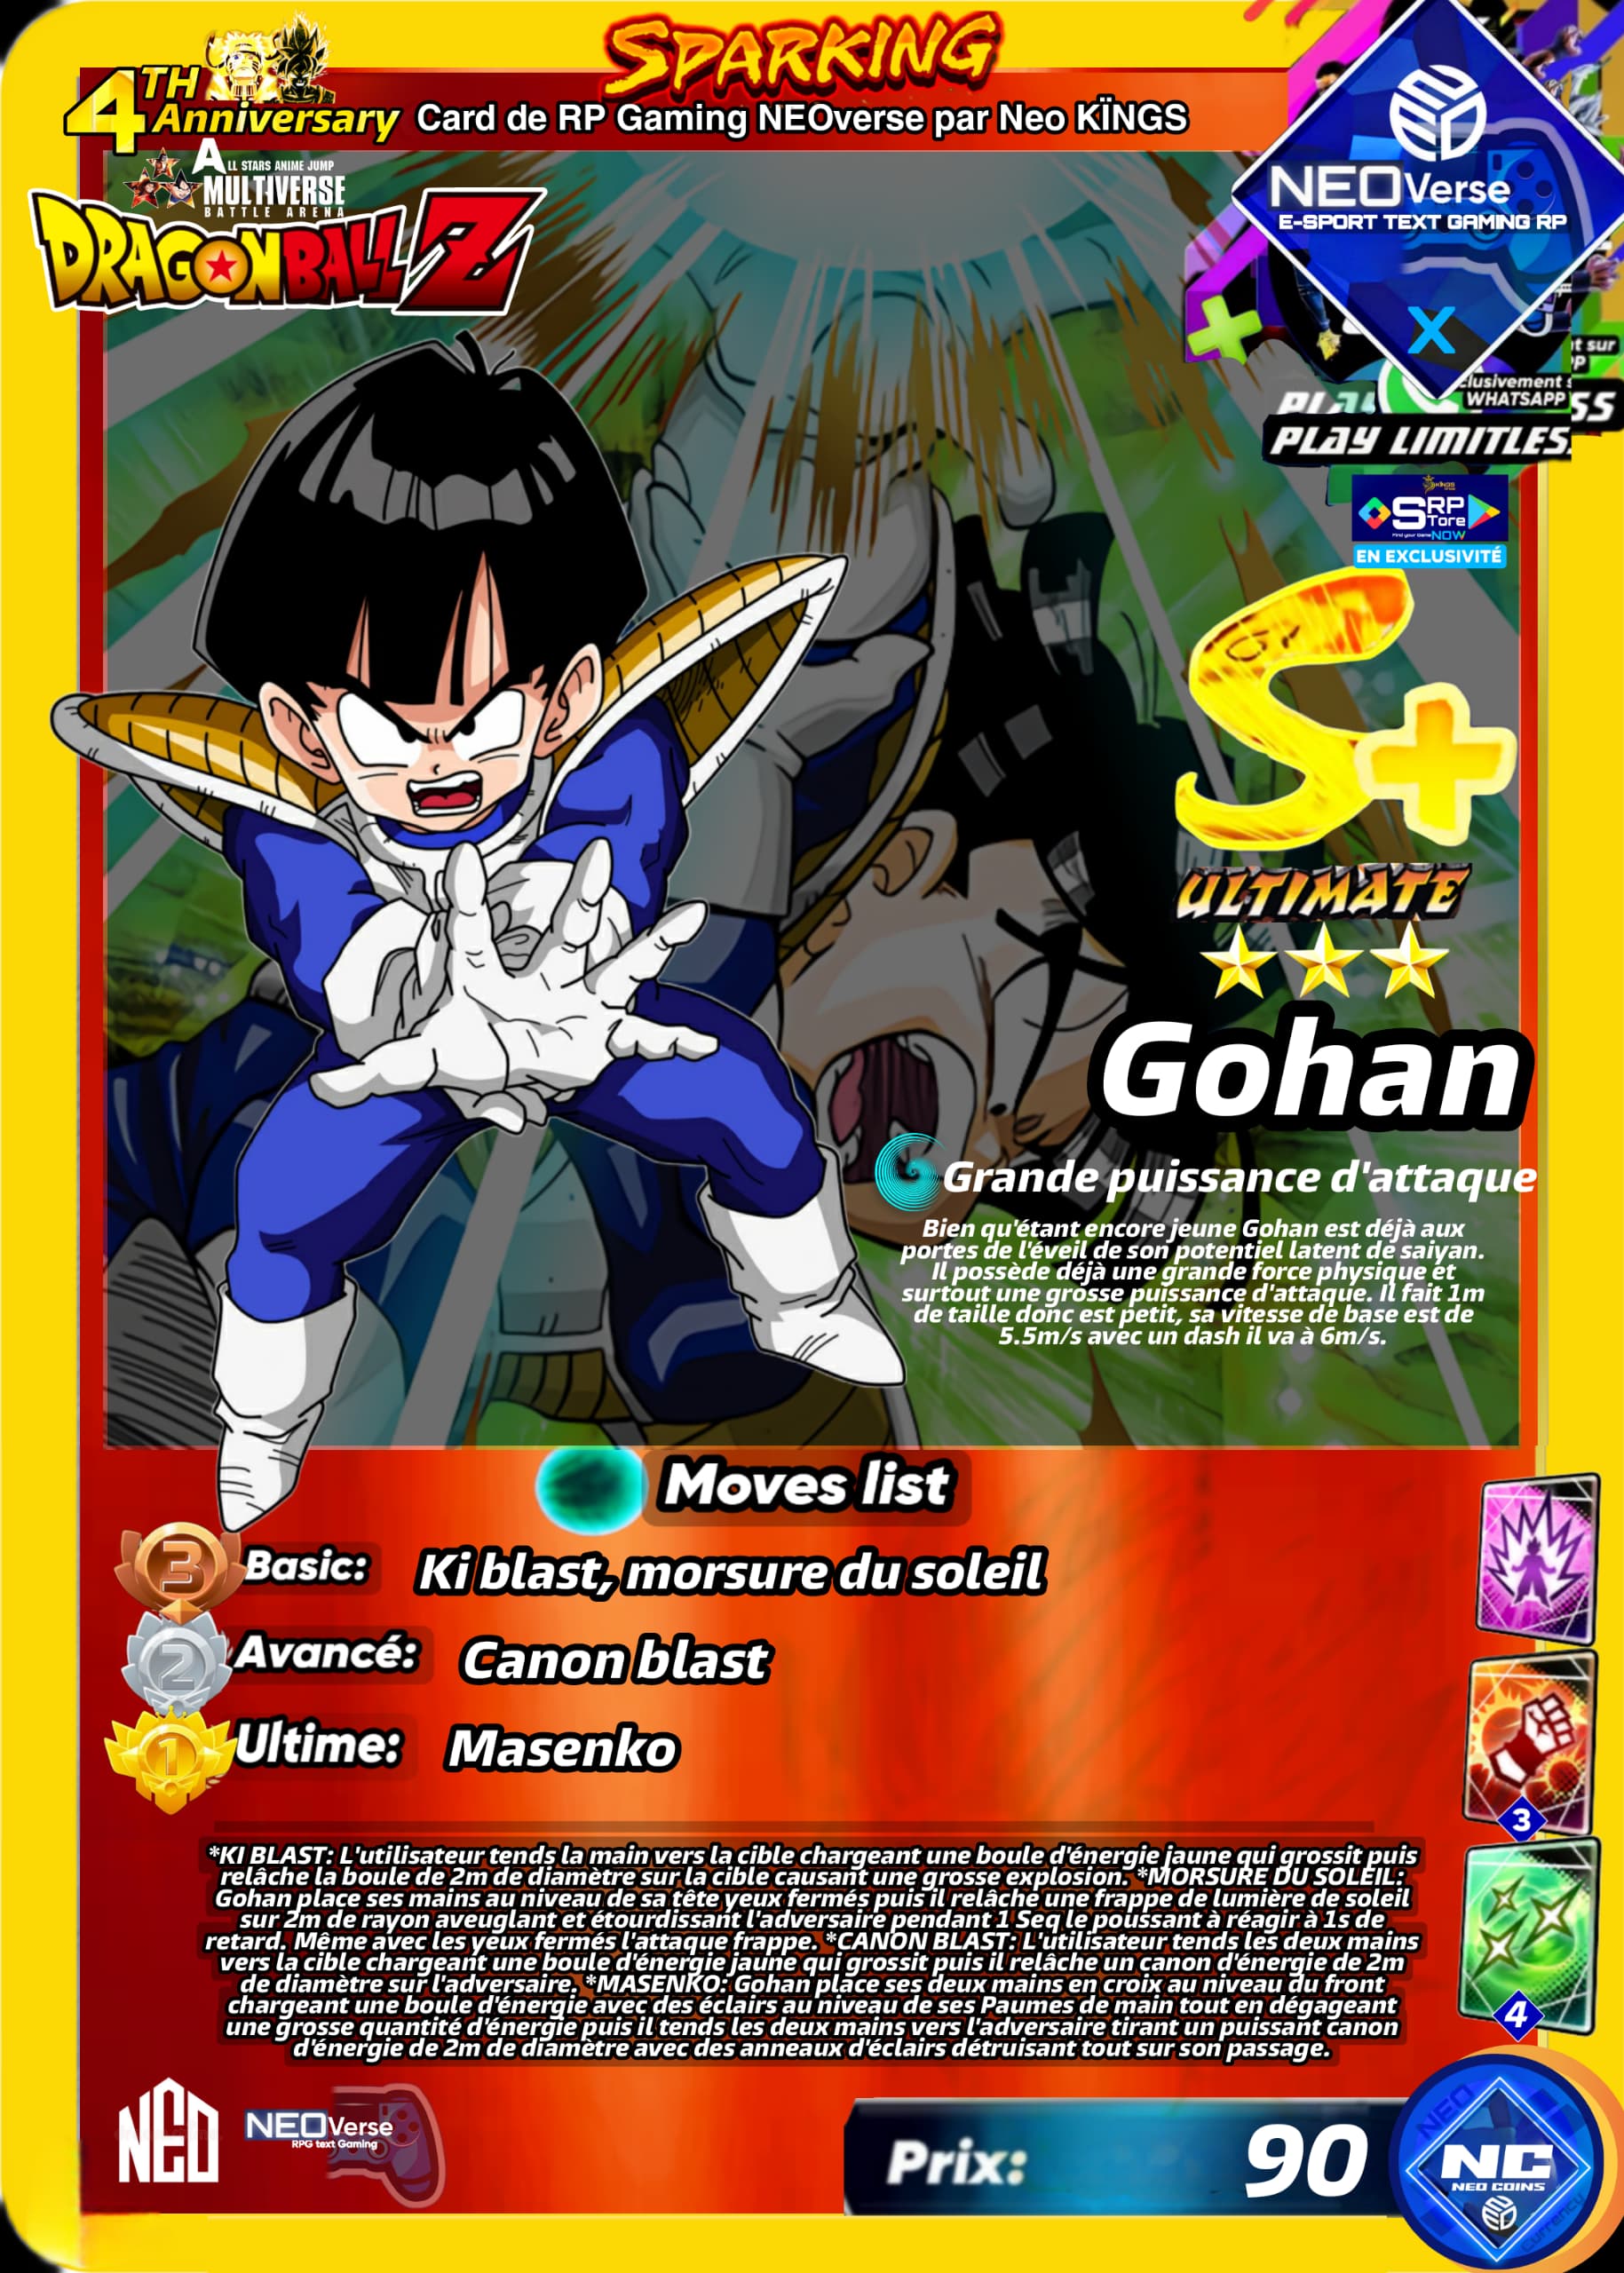 SPARKING
4TH
Anniversary
Card de RP Gaming NEOverse par Neo KÏNGS
ALL STARS ANIME JUMP
MULTIVERSE
BATTLE ARENA
DRAGONBALL Z
NEOVerse
E-SPORT TEXT GAMING RP
X
t sur
clusivement
WHATSAPP
PLAY LIMITLES
SRP
Tore
Find your Game NOW
EN EXCLUSIVITÉ
S+
ULTIMATE
Gohan
Grande puissance d'attaque
Bien qu'étant encore jeune Gohan est déjà aux
portes de l'éveil de son potentiel latent de saiyan.
Il possède déjà une grande force physique et
surtout une grosse puissance d'attaque. Il fait 1m
de taille donc est petit, sa vitesse de base est de
5.5m/s avec un dash il va à 6m/s.
Moves list
3 Basic: Ki blast, morsure du soleil
2 Avancé: Canon blast
1 Ultime: Masenko
3
4
*KI BLAST: L'utilisateur tends la main vers la cible chargeant une boule d'énergie jaune qui grossit puis
relâche la boule de 2m de diamètre sur la cible causant une grosse explosion. *MORSURE DU SOLEIL:
Gohan place ses mains au niveau de sa tête yeux fermés puis il relâche une frappe de lumière de soleil
sur 2m de rayon aveuglant et étourdissant l'adversaire pendant 1 Seq le poussant à réagir à 1s de
retard. Même avec les yeux fermés l'attaque frappe. *CANON BLAST: L'utilisateur tends les deux mains
vers la cible chargeant une boule d'énergie jaune qui grossit puis il relâche un canon d'énergie de 2m
de diamètre sur l'adversaire. *MASENKO: Gohan place ses deux mains en croix au niveau du front
chargeant une boule d'énergie avec des éclairs au niveau de ses Paumes de main tout en dégageant
une grosse quantité d'énergie puis il tends les deux mains vers l'adversaire tirant un puissant canon
d'énergie de 2m de diamètre avec des anneaux d'éclairs détruisant tout sur son passage.
NEO
NEOVerse
RPG text Gaming
Prix: 90
NC
NEO COINS